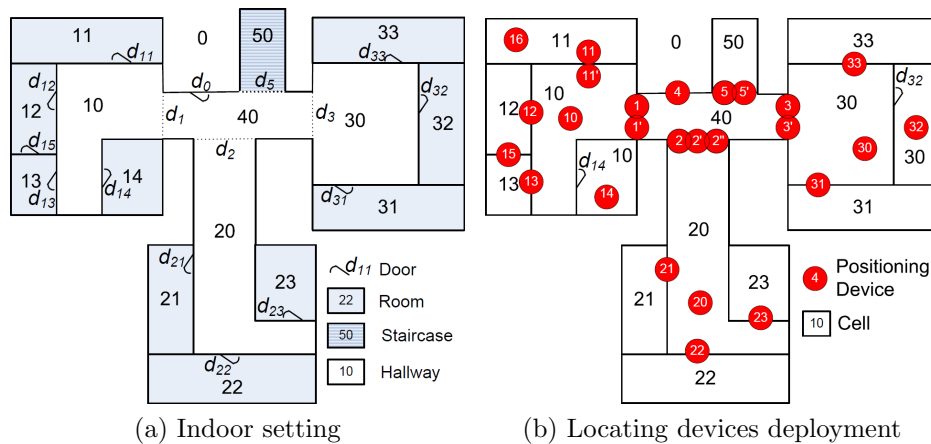 11
0
50
33
d11
d33
d12
d0
d5
d32
12
10
d1
40
d3
30
32
d15
d2
13
14
d13
d14
d31
31
20
d21
23
21
d23
d22
22
d11 Door
22 Room
50 Staircase
10 Hallway
(a) Indoor setting
16
11
11
0
50
33
33
11'
10
d32
30
12
12
10
1
4
5
5'
3
40
1'
2
2'
2"
3'
32
30
15
10
d14
30
13
13
14
31
31
20
21
23
21
20
23
22
22
4 Positioning
Device
10 Cell
(b) Locating devices deployment